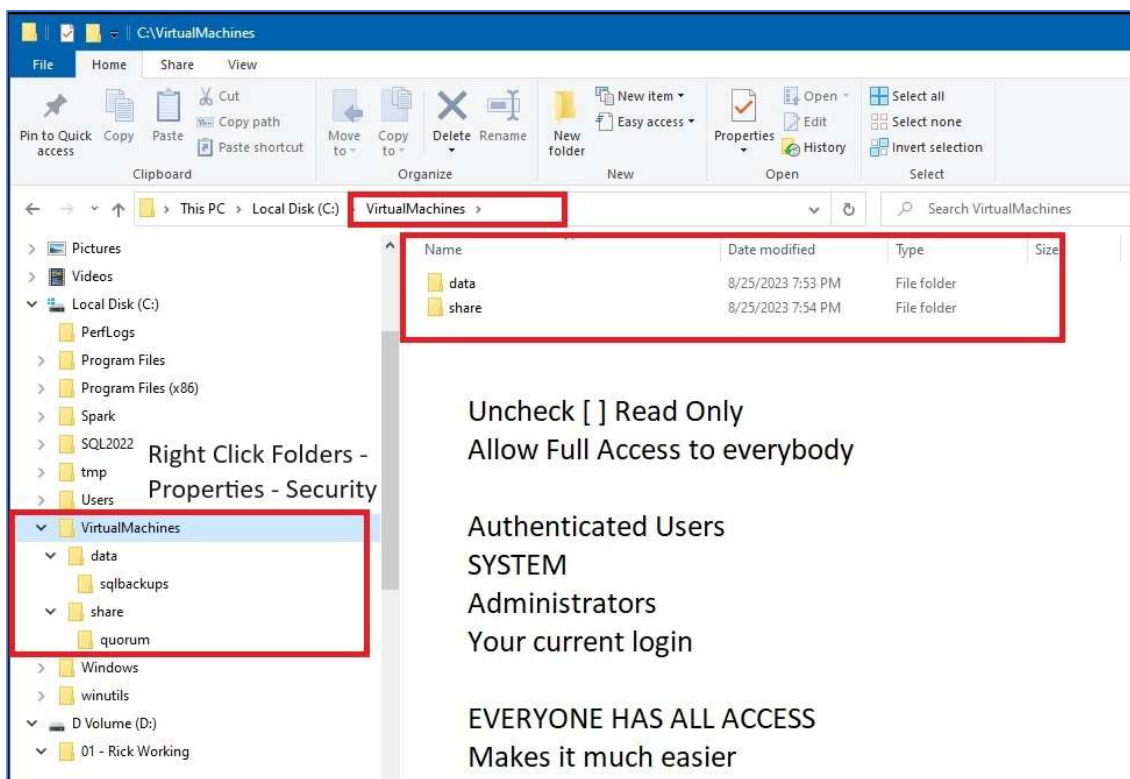 C:\VirtualMachines
File Home Share View
Pin to Quick access
Copy
Paste
Cut
Copy path
Paste shortcut
Move to
Copy to
Delete
Rename
New folder
New item
Easy access
Properties
Open
Edit
History
Select all
Select none
Invert selection
Clipboard Organize New Open Select
This PC > Local Disk (C:) VirtualMachines >
Search VirtualMachines
Pictures
Videos
Local Disk (C:)
PerfLogs
Program Files
Program Files (x86)
Spark
SQL2022
tmp
Users
VirtualMachines
data
sqlbackups
share
quorum
Windows
winutils
D Volume (D:)
01 - Rick Working
Right Click Folders -
Properties - Security
Name Date modified Type Size
data 8/25/2023 7:53 PM File folder
share 8/25/2023 7:54 PM File folder
Uncheck [ ] Read Only
Allow Full Access to everybody
Authenticated Users
SYSTEM
Administrators
Your current login
EVERYONE HAS ALL ACCESS
Makes it much easier